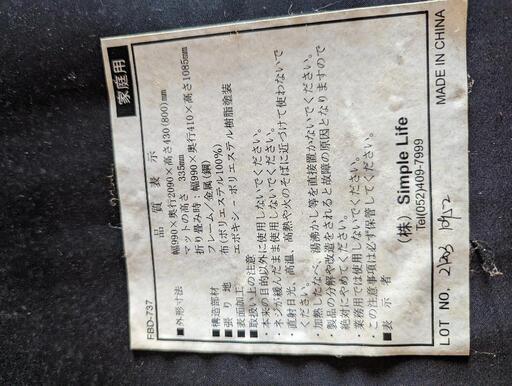 家庭用
FBD-737
品質表示
■外形寸法 幅990×奥行2090×高さ430(800)mm
マットの高さ 335mm
折り畳み時:幅990×奥行410×高さ1085mm
■構造部材 フレーム/金属(鋼)
■張り地 布(ポリエステル100%)
■表面加工 エポキシーポリエステル樹脂塗装
■取扱い上の注意
・本来の目的以外に使用しないでください。
・ネジが緩んだまま使用しないでください。
・直射日光、高温、高熱や火のそばに近づけて使わないで
ください。
・加熱したなべ、湯沸かし等を直接置かないでください。
・製品の分解や改造をされると故障の原因となりますので
絶対にやめてください。
・業務用では使用しないでください。
・この注意事項は必ず保管してください。
■表示者
(株)Simple Life
Tel(052)409-7999
LOT NO.
MADE IN CHINA